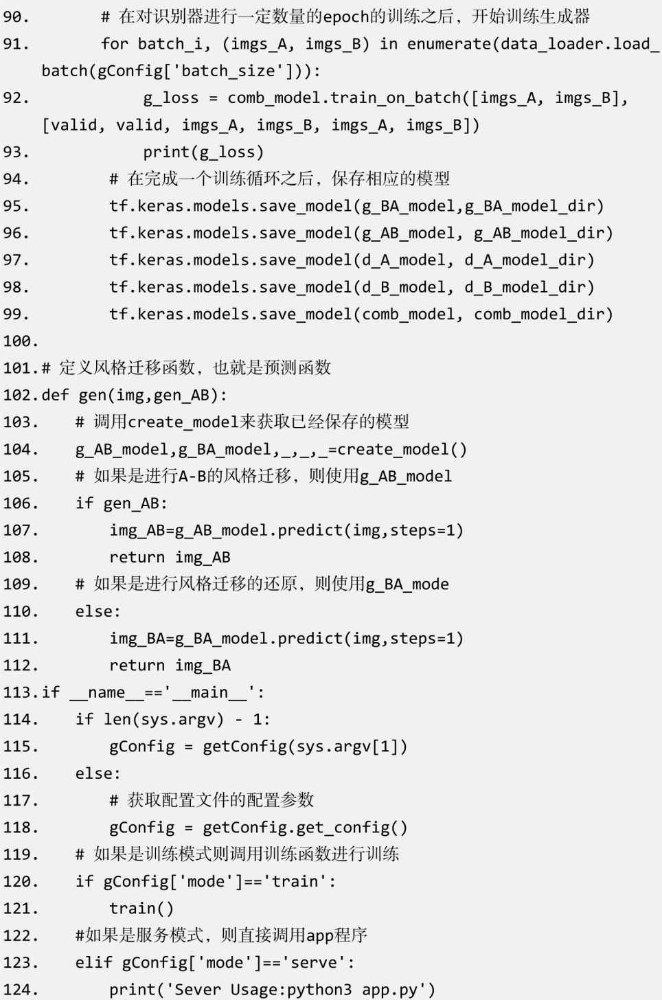 90. # 在对识别器进行一定数量的epoch的训练之后，开始训练生成器
91. for batch_i, (imgs_A, imgs_B) in enumerate(data_loader.load_
batch(gConfig['batch_size'])):
92. g_loss = comb_model.train_on_batch([imgs_A, imgs_B],
[valid, valid, imgs_A, imgs_B, imgs_A, imgs_B])
93. print(g_loss)
94. # 在完成一个训练循环之后，保存相应的模型
95. tf.keras.models.save_model(g_BA_model,g_BA_model_dir)
96. tf.keras.models.save_model(g_AB_model, g_AB_model_dir)
97. tf.keras.models.save_model(d_A_model, d_A_model_dir)
98. tf.keras.models.save_model(d_B_model, d_B_model_dir)
99. tf.keras.models.save_model(comb_model, comb_model_dir)
100.
101.# 定义风格迁移函数，也就是预测函数
102.def gen(img,gen_AB):
103. # 调用create_model来获取已经保存的模型
104. g_AB_model,g_BA_model,_,_,_=create_model()
105. # 如果是进行A-B的风格迁移，则使用g_AB_model
106. if gen_AB:
107. img_AB=g_AB_model.predict(img,steps=1)
108. return img_AB
109. # 如果是进行风格迁移的还原，则使用g_BA_mode
110. else:
111. img_BA=g_BA_model.predict(img,steps=1)
112. return img_BA
113.if __name__=='__main__':
114. if len(sys.argv) - 1:
115. gConfig = getConfig(sys.argv[1])
116. else:
117. # 获取配置文件的配置参数
118. gConfig = getConfig.get_config()
119. # 如果是训练模式则调用训练函数进行训练
120. if gConfig['mode']=='train':
121. train()
122. #如果是服务模式，则直接调用app程序
123. elif gConfig['mode']=='serve':
124. print('Sever Usage:python3 app.py')